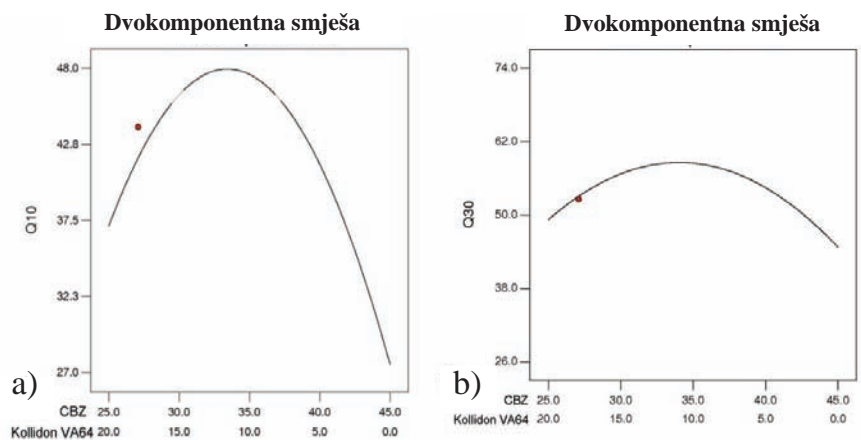 Dvokomponentna smješa
48.0
42.8
37.5
32.3
27.0
Q10
a)
CBZ 25.0 30.0 35.0 40.0 45.0
Kollidon VA64 20.0 15.0 10.0 5.0 0.0
Dvokomponentna smješa
74.0
62.0
50.0
38.0
26.0
Q30
b)
CBZ 25.0 30.0 35.0 40.0 45.0
Kollidon VA64 20.0 15.0 10.0 5.0 0.0